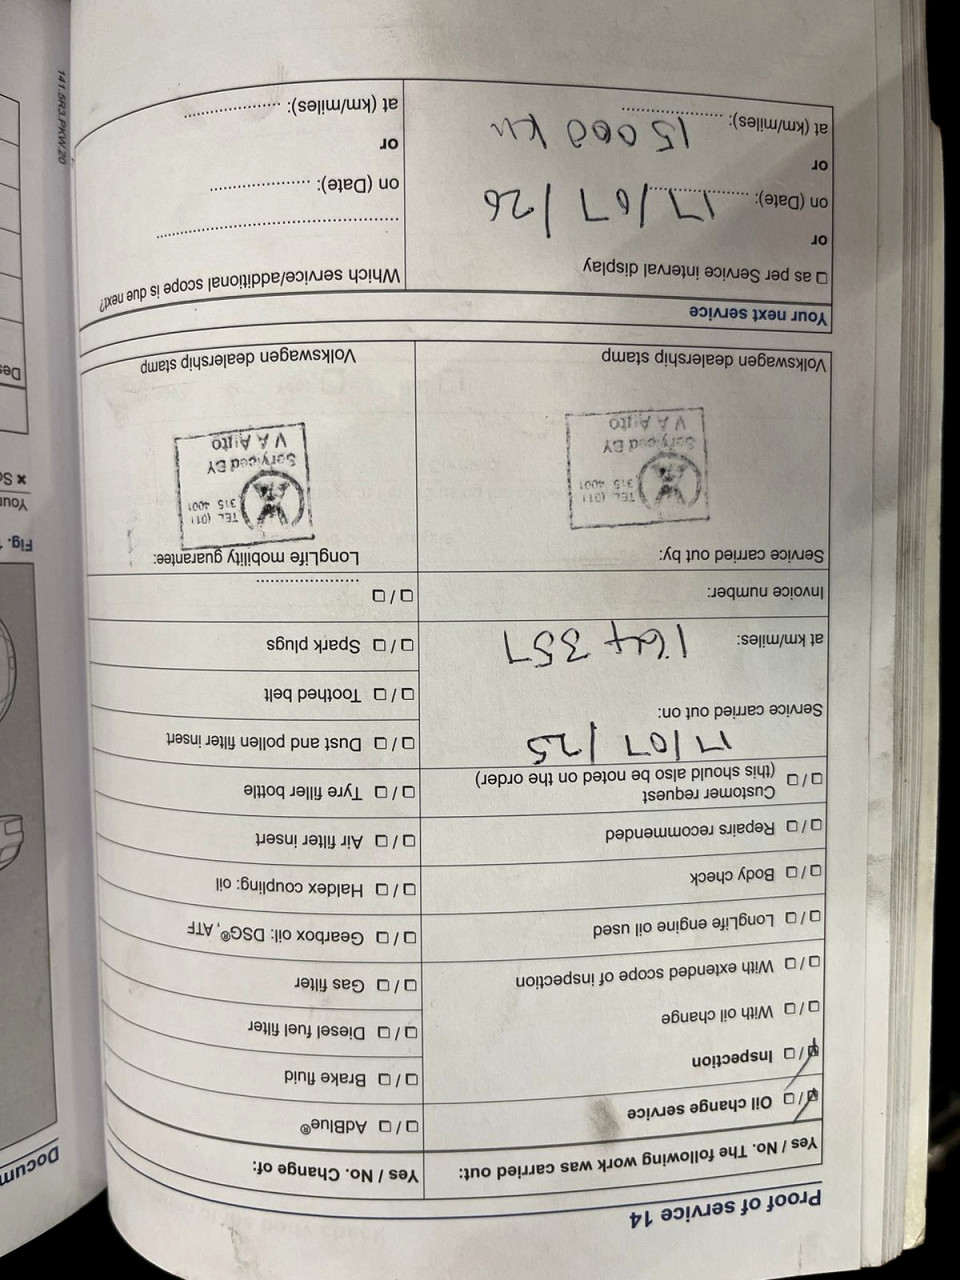 Proof of service 14
Yes / No. The following work was carried out:
☑/☐ Oil change service
☑/☐ Inspection
☐/☐ With oil change
☐/☐ With extended scope of inspection
☐/☐ LongLife engine oil used
☐/☐ Body check
☐/☐ Repairs recommended
☐/☐ Customer request
(this should also be noted on the order)
17/07/25
Service carried out on:
at km/miles: 164 357
Invoice number:
Service carried out by:
TEL (011
315 4001
Serviced BY
V A Auto
Volkswagen dealership stamp
Yes / No. Change of:
☐/☐ AdBlue®
☐/☐ Brake fluid
☐/☐ Diesel fuel filter
☐/☐ Gas filter
☐/☐ Gearbox oil: DSG®, ATF
☐/☐ Haldex coupling: oil
☐/☐ Air filter insert
☐/☐ Tyre filler bottle
☐/☐ Dust and pollen filter insert
☐/☐ Toothed belt
☐/☐ Spark plugs
☐/☐ ....................
LongLife mobility guarantee:
TEL (011
315 4001
Serviced BY
V A Auto
Volkswagen dealership stamp
Your next service
☐ as per Service interval display
or
on (Date): 17/07/26
or
at (km/miles): 15 000 km
Which service/additional scope is due next?
on (Date): ....................
or
at (km/miles): ....................
141.5R3.PKW.20
Docum
Fig.
Your